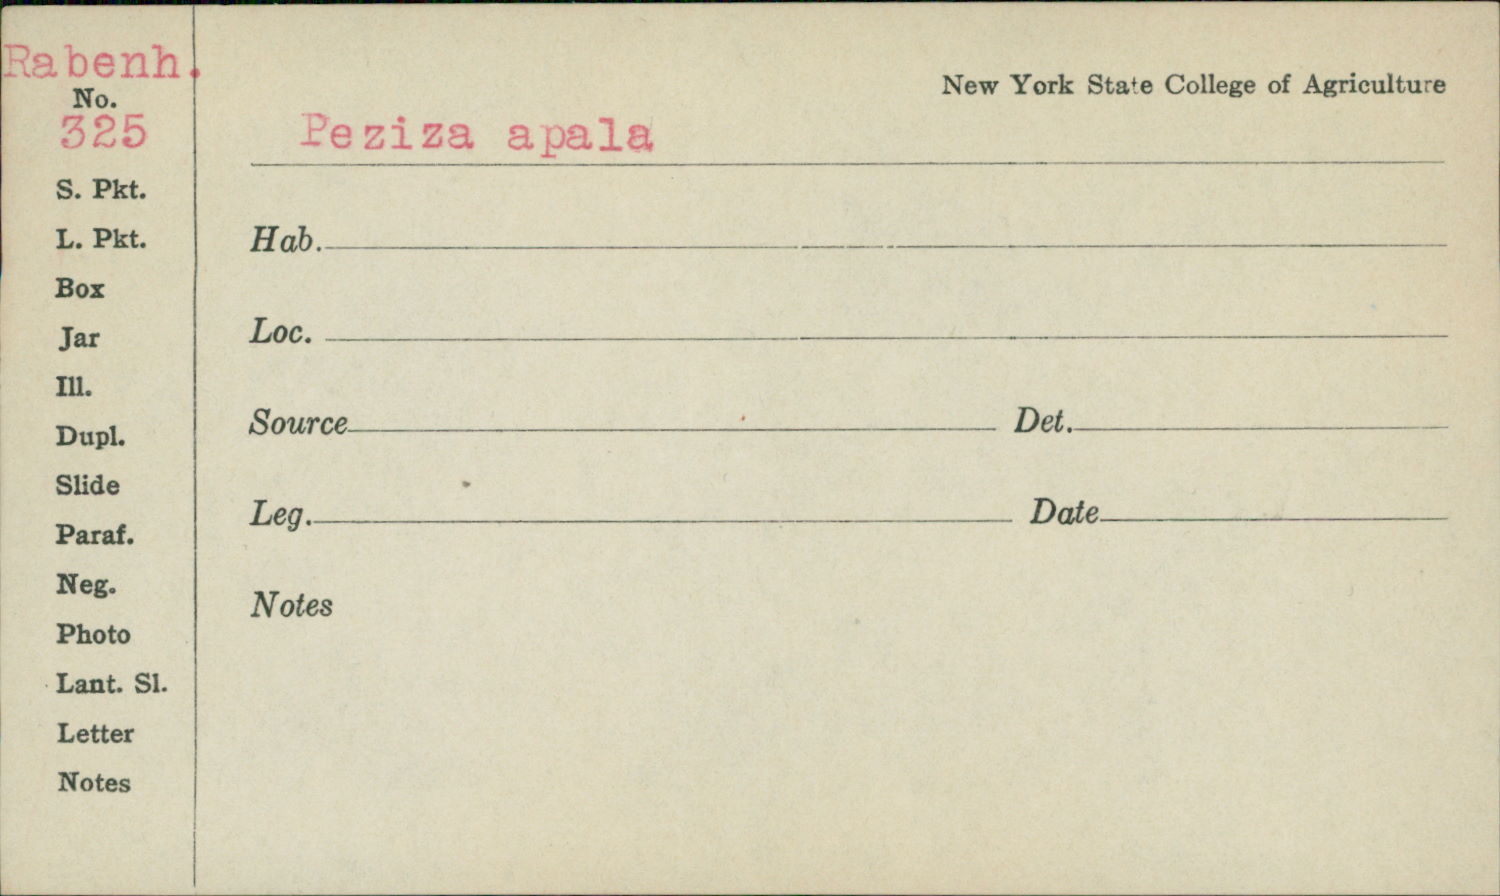 Rabenh.
No.
325
S. Pkt.
L. Pkt.
Box
Jar
Ill.
Dupl.
Slide
Paraf.
Neg.
Photo
Lant. Sl.
Letter
Notes
New York State College of Agriculture
Peziza apala
Hab.
Loc.
Source Det.
Leg. Date
Notes